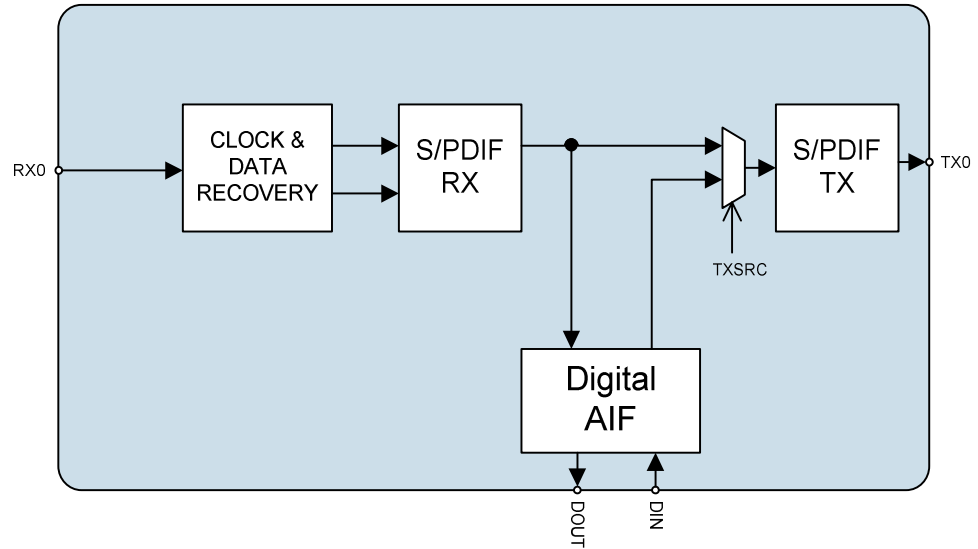 RX0
CLOCK &
DATA
RECOVERY
S/PDIF
RX
S/PDIF
TX
TX0
TXSRC
Digital
AIF
DOUT
DIN